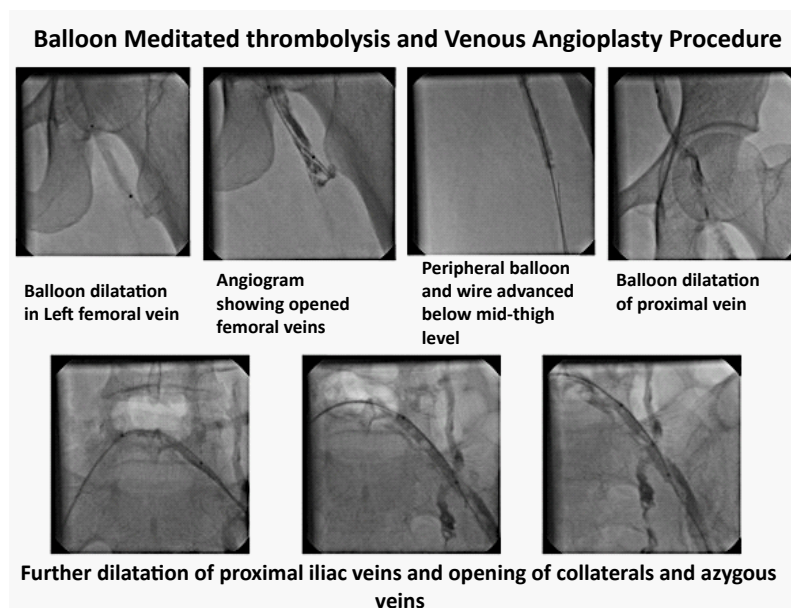 Balloon Meditated thrombolysis and Venous Angioplasty Procedure
Balloon dilatation
in Left femoral vein
Angiogram
showing opened
femoral veins
Peripheral balloon
and wire advanced
below mid-thigh
level
Balloon dilatation
of proximal vein
Further dilatation of proximal iliac veins and opening of collaterals and azygous
veins